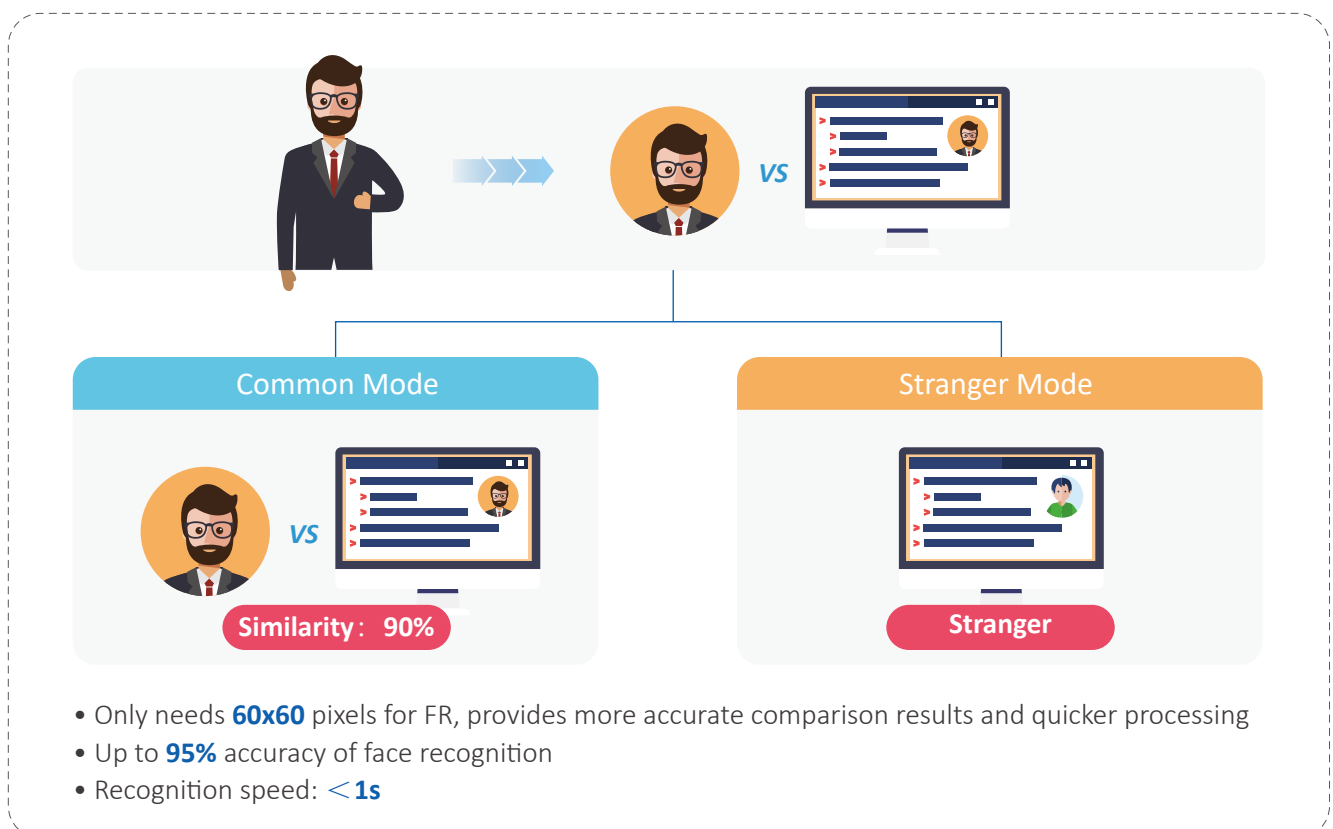 VS
Common Mode
Stranger Mode
VS
Similarity: 90%
Stranger
• Only needs 60x60 pixels for FR, provides more accurate comparison results and quicker processing
• Up to 95% accuracy of face recognition
• Recognition speed: ＜1s